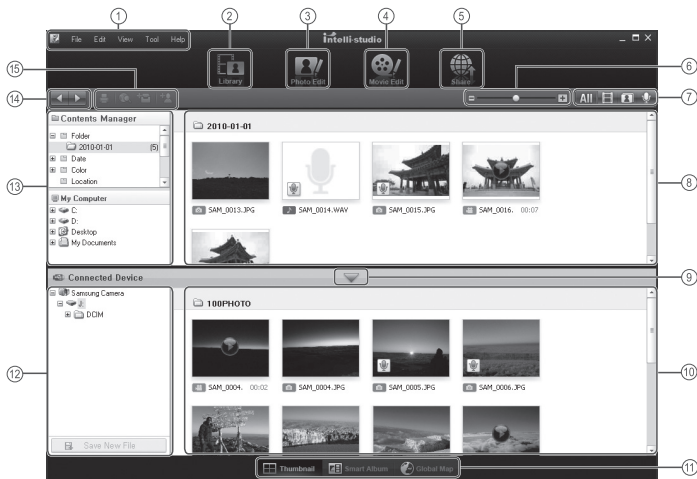 1 2 3 4 5
File Edit View Tool Help
intelli-studio
Library Photo Edit Movie Edit Share
15 6
14 All 7
Contents Manager
Folder
2010-01-01 (5)
Date
Color
Location
13
My Computer
C:
D:
Desktop
My Documents
2010-01-01
SAM_0013.JPG SAM_0014.WAV SAM_0015.JPG SAM_0016. 00:07
8
Connected Device 9
Samsung Camera
DCIM
12
Save New File
100PHOTO
SAM_0004. 00:02 SAM_0004.JPG SAM_0005.JPG SAM_0006.JPG
10
Thumbnail Smart Album Global Map 11